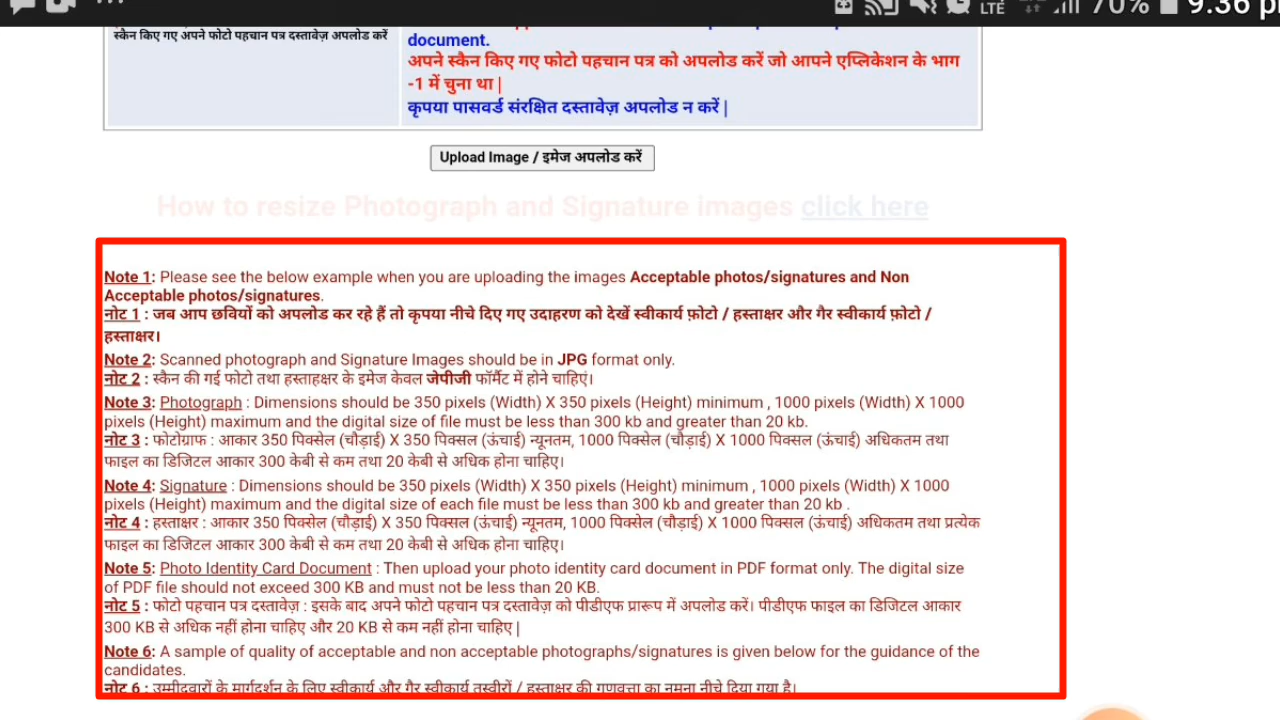 LTE 70% 9:36 p
स्कैन किए गए अपने फोटो पहचान पत्र दस्तावेज़ अपलोड करें
document.
अपने स्कैन किए गए फोटो पहचान पत्र को अपलोड करें जो आपने एप्लिकेशन के भाग
-1 में चुना था |
कृपया पासवर्ड संरक्षित दस्तावेज़ अपलोड न करें |
Upload Image / इमेज अपलोड करें
How to resize Photograph and Signature images click here
Note 1: Please see the below example when you are uploading the images Acceptable photos/signatures and Non
Acceptable photos/signatures.
नोट 1 : जब आप छवियों को अपलोड कर रहे हैं तो कृपया नीचे दिए गए उदाहरण को देखें स्वीकार्य फ़ोटो / हस्ताक्षर और गैर स्वीकार्य फ़ोटो /
हस्ताक्षर।
Note 2: Scanned photograph and Signature Images should be in JPG format only.
नोट 2 : स्कैन की गई फोटो तथा हस्ताहक्षर के इमेज केवल जेपीजी फॉर्मैट में होने चाहिएं।
Note 3: Photograph : Dimensions should be 350 pixels (Width) X 350 pixels (Height) minimum , 1000 pixels (Width) X 1000
pixels (Height) maximum and the digital size of file must be less than 300 kb and greater than 20 kb.
नोट 3 : फोटोग्राफ : आकार 350 पिक्सेल (चौड़ाई) X 350 पिक्सल (ऊंचाई) न्यूनतम, 1000 पिक्सेल (चौड़ाई) X 1000 पिक्सल (ऊंचाई) अधिकतम तथा
फाइल का डिजिटल आकार 300 केबी से कम तथा 20 केबी से अधिक होना चाहिए।
Note 4: Signature : Dimensions should be 350 pixels (Width) X 350 pixels (Height) minimum , 1000 pixels (Width) X 1000
pixels (Height) maximum and the digital size of each file must be less than 300 kb and greater than 20 kb .
नोट 4 : हस्ताक्षर : आकार 350 पिक्सेल (चौड़ाई) X 350 पिक्सल (ऊंचाई) न्यूनतम, 1000 पिक्सेल (चौड़ाई) X 1000 पिक्सल (ऊंचाई) अधिकतम तथा प्रत्येक
फाइल का डिजिटल आकार 300 केबी से कम तथा 20 केबी से अधिक होना चाहिए।
Note 5: Photo Identity Card Document : Then upload your photo identity card document in PDF format only. The digital size
of PDF file should not exceed 300 KB and must not be less than 20 KB.
नोट 5 : फोटो पहचान पत्र दस्तावेज़ : इसके बाद अपने फोटो पहचान पत्र दस्तावेज़ को पीडीएफ प्रारूप में अपलोड करें। पीडीएफ फाइल का डिजिटल आकार
300 KB से अधिक नहीं होना चाहिए और 20 KB से कम नहीं होना चाहिए |
Note 6: A sample of quality of acceptable and non acceptable photographs/signatures is given below for the guidance of the
candidates.
नोट 6 : उम्मीदवारों के मार्गदर्शन के लिए स्वीकार्य और गैर स्वीकार्य तस्वीरों / हस्ताक्षर की गुणवत्ता का नमूना नीचे दिया गया है।